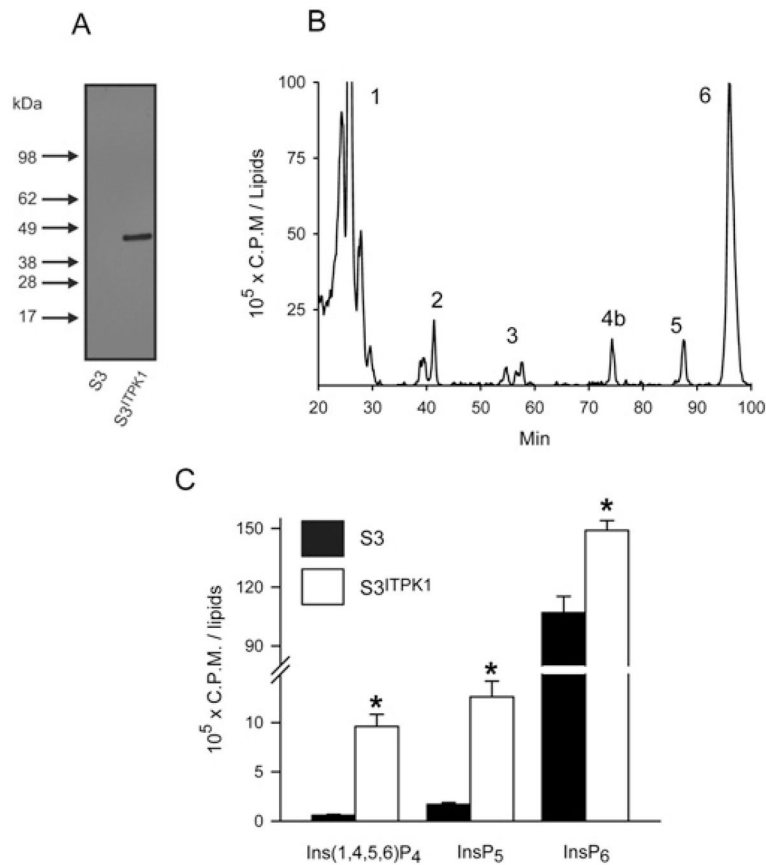 A
kDa
98
62
49
38
28
17
S3
S3ITPK1
B
10⁵ x C.P.M / Lipids
100
75
50
25
1
2
3
4b
5
6
20 30 40 50 60 70 80 90 100
Min
C
10⁵ x C.P.M. / lipids
150
120
90
10
5
0
S3
S3ITPK1
* * *
Ins(1,4,5,6)P₄ InsP₅ InsP₆